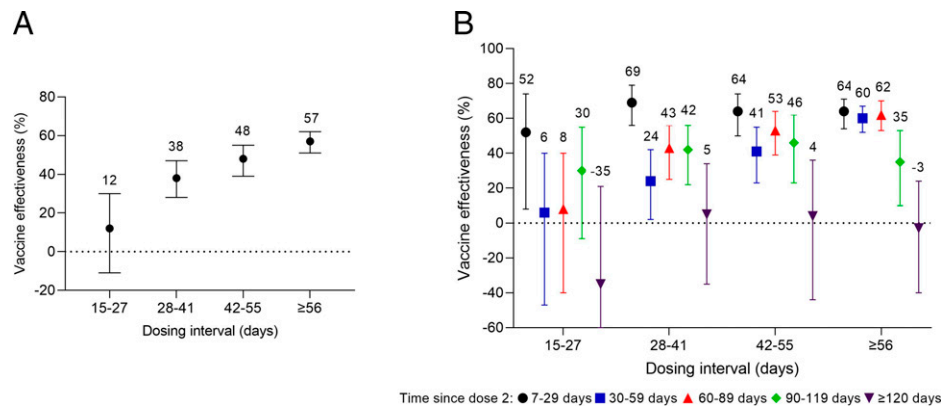 A
Vaccine effectiveness (%)
80
60
40
20
0
-20
12
38
48
57
15-27 28-41 42-55 ≥56
Dosing interval (days)
B
Vaccine effectiveness (%)
100
80
60
40
20
0
-20
-40
-60
52 6 8 30 -35
69 24 43 42 5
64 41 53 46 4
64 60 62 35 -3
15-27 28-41 42-55 ≥56
Dosing interval (days)
Time since dose 2: 7-29 days 30-59 days 60-89 days 90-119 days ≥120 days